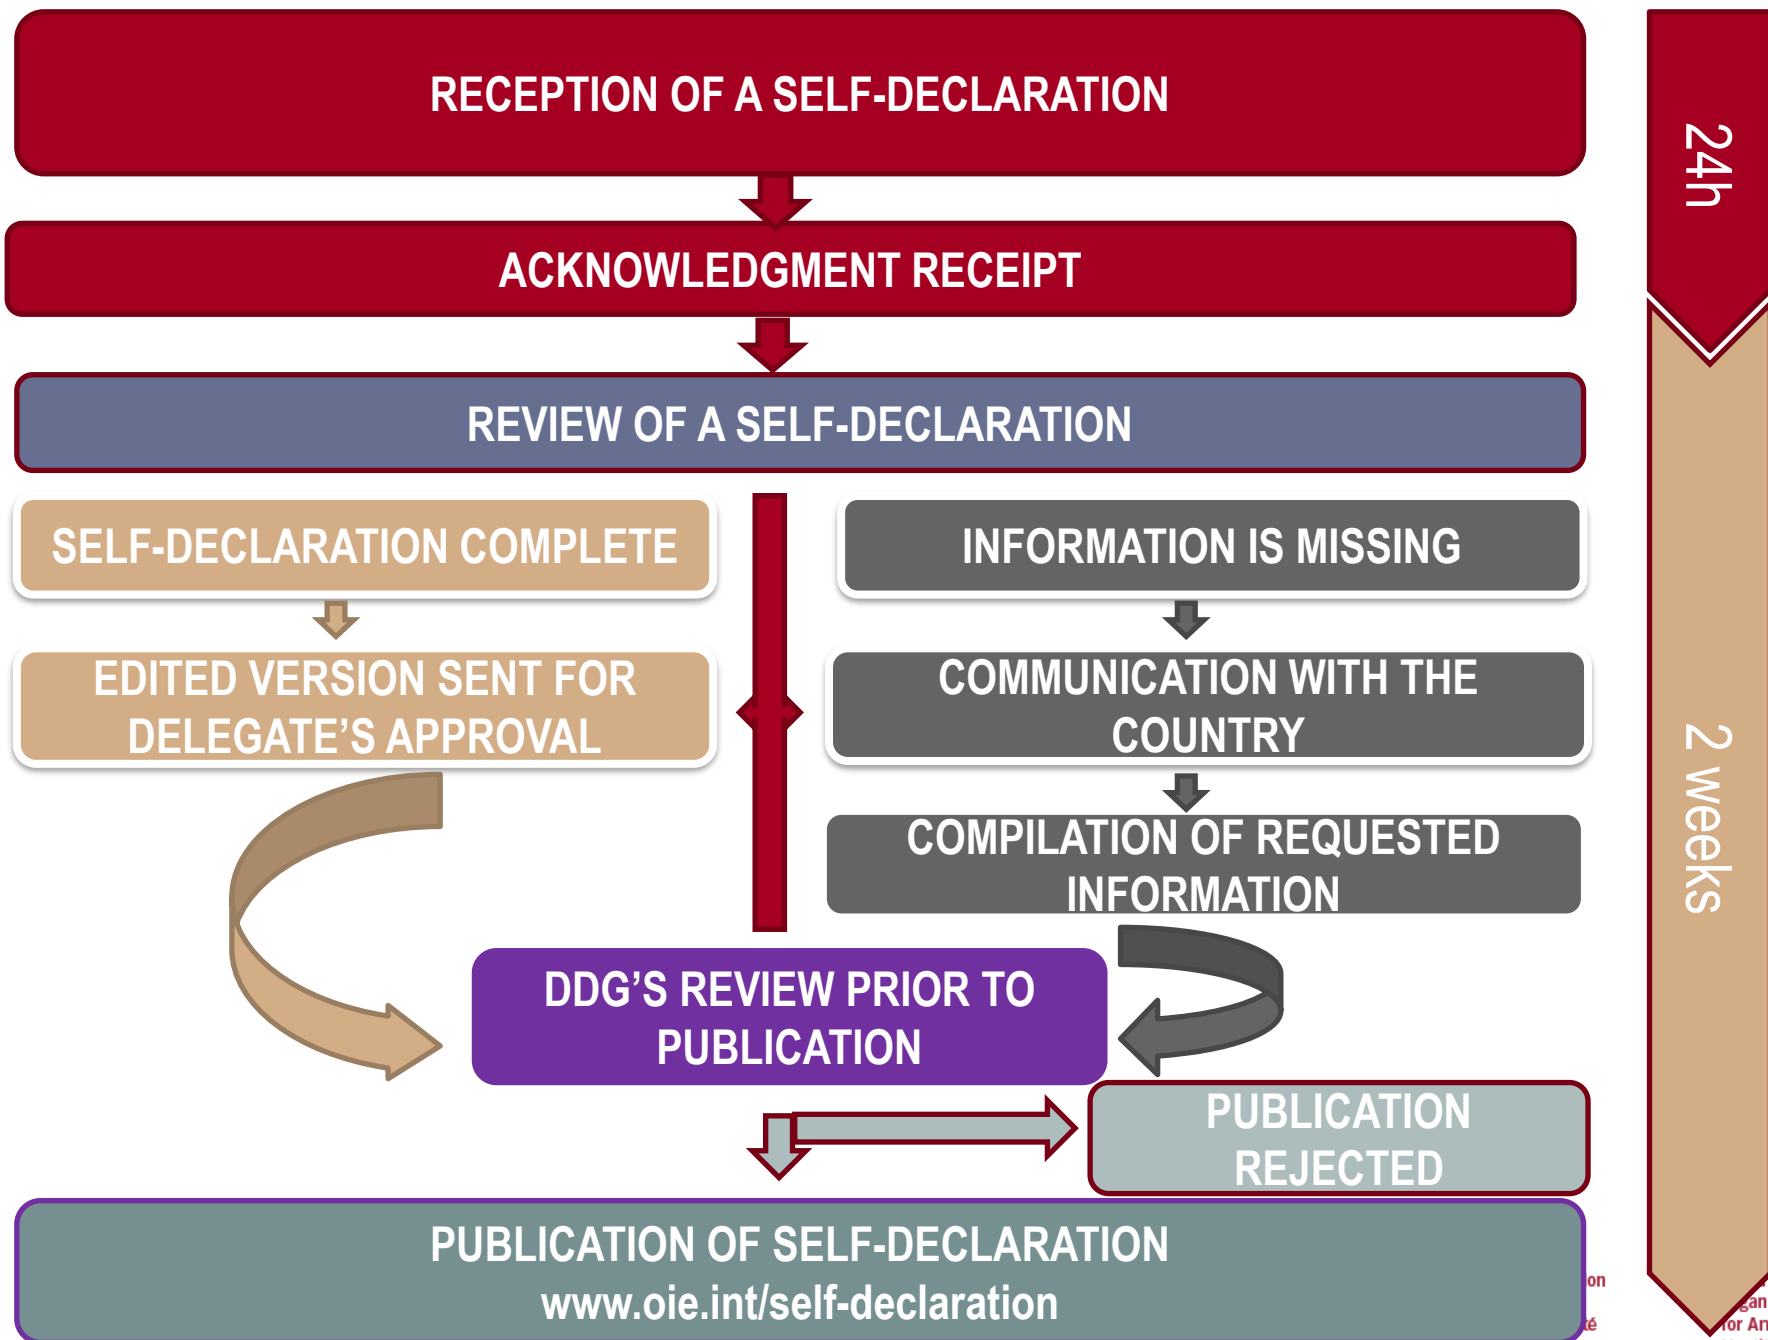 RECEPTION OF A SELF-DECLARATION
24h
ACKNOWLEDGMENT RECEIPT
REVIEW OF A SELF-DECLARATION
SELF-DECLARATION COMPLETE
INFORMATION IS MISSING
EDITED VERSION SENT FOR
DELEGATE'S APPROVAL
COMMUNICATION WITH THE
COUNTRY
2 weeks
COMPILATION OF REQUESTED
INFORMATION
DDG'S REVIEW PRIOR TO
PUBLICATION
PUBLICATION
REJECTED
PUBLICATION OF SELF-DECLARATION
www.oie.int/self-declaration